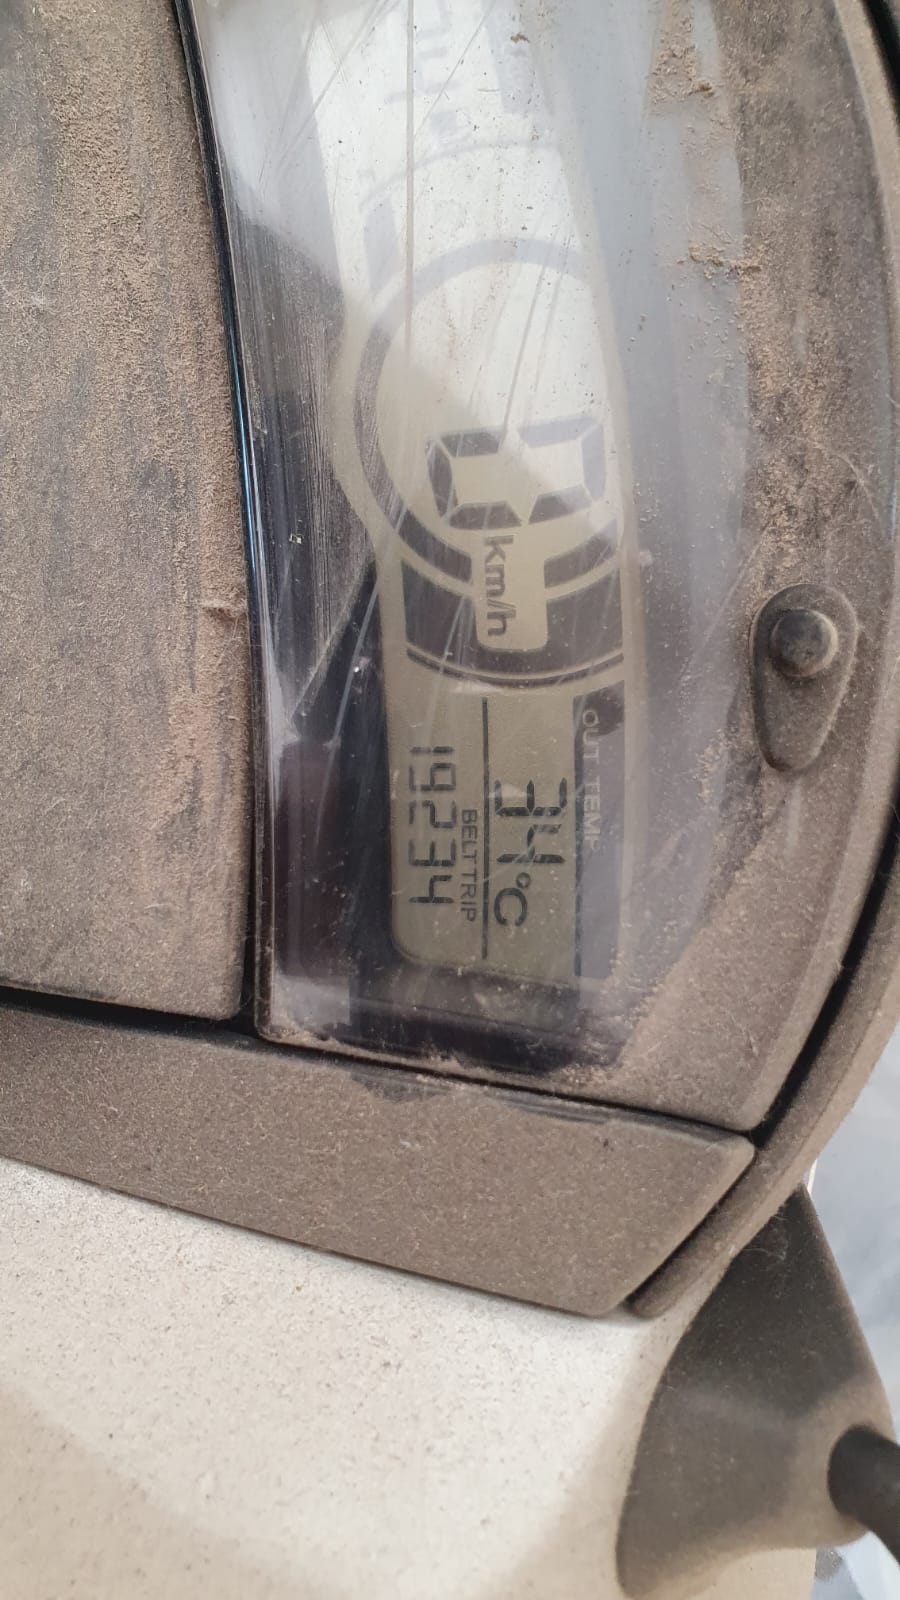 0
km/h
OUT TEMP
34°C
BELT TRIP
19234